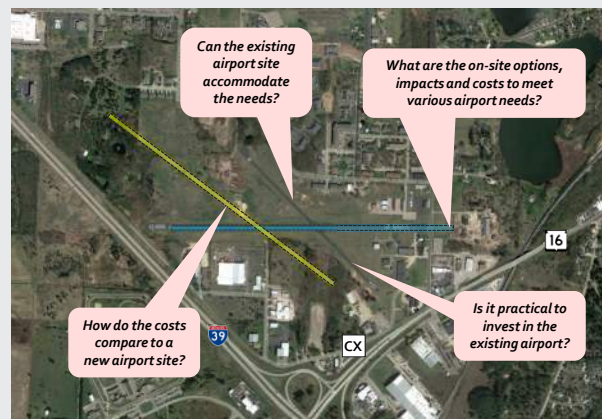 Can the existing
airport site
accommodate
the needs?
What are the on-site options,
impacts and costs to meet
various airport needs?
16
How do the costs
compare to a
new airport site?
39
CX
Is it practical to
invest in the
existing airport?